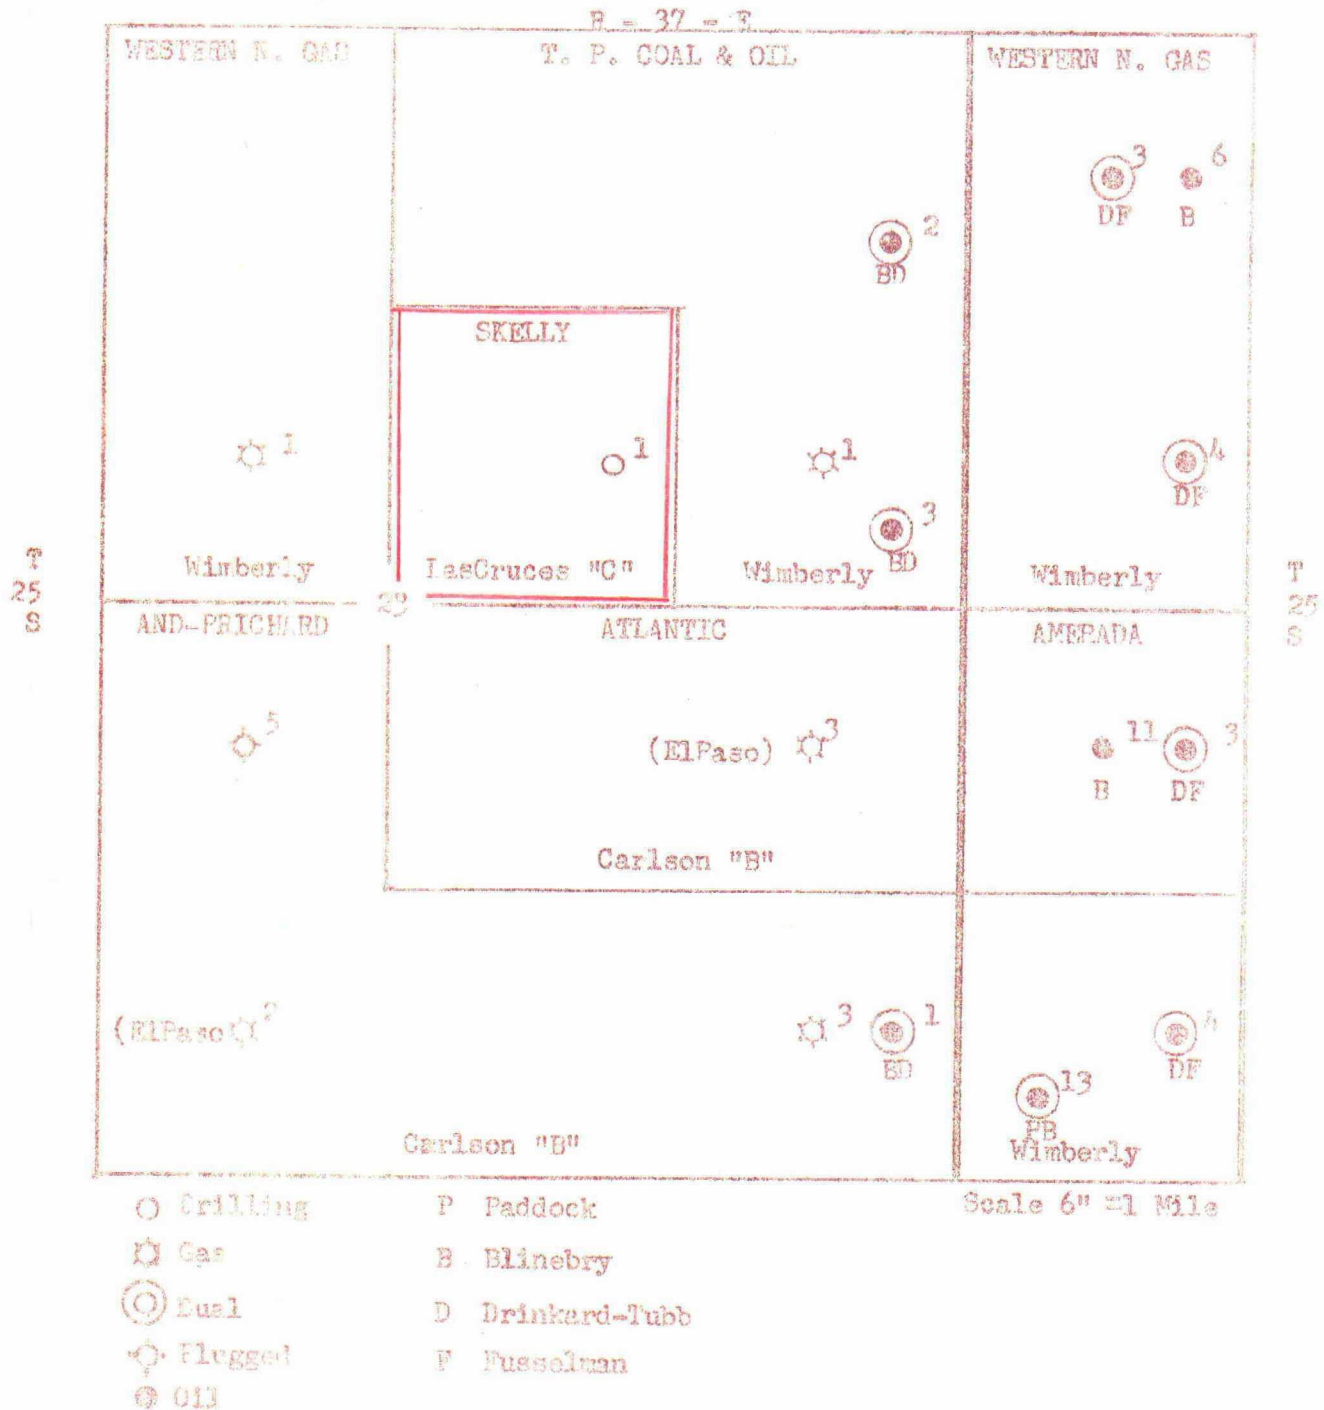 R - 37 - E
WESTERN N. GAS
T. P. COAL & OIL
WESTERN N. GAS
3
6
DF
B
2
BD
SKELLY
1
1
1
4
DF
3
BD
Wimberly
LasCruces "C"
Wimberly
Wimberly
T
25
S
T
25
S
23
AND-PRICHARD
ATLANTIC
AMERADA
5
(ElPaso)
3
11
3
B
DF
Carlson "B"
(ElPaso
2
3
1
BD
4
DF
13
PB
Carlson "B"
Wimberly
Drilling
P Paddock
Scale 6" =1 Mile
Gas
B Blinebry
Dual
D Drinkard-Tubb
Plugged
F Fusselman
Oil